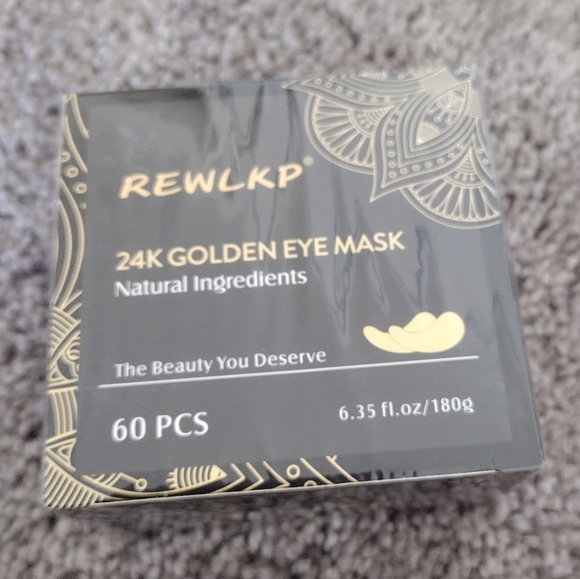 REWLKP®
24K GOLDEN EYE MASK
Natural Ingredients
The Beauty You Deserve
60 PCS
6.35 fl.oz/180g